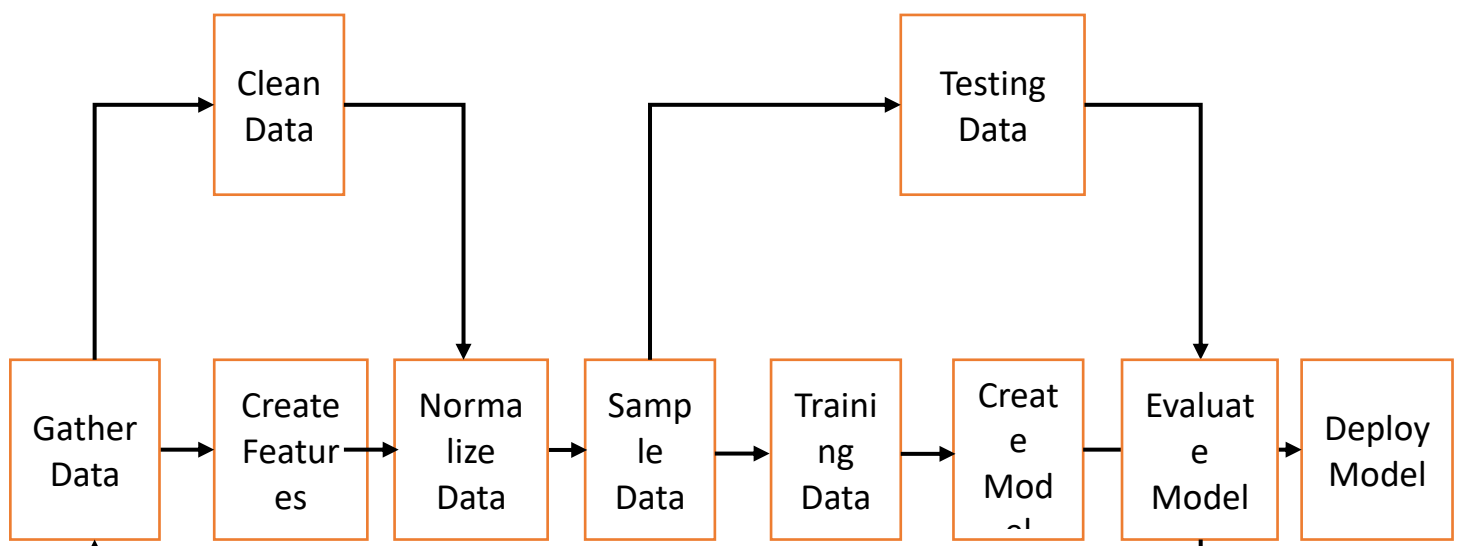 Clean
Data
Testing
Data
Gather
Data
Create
Featur
es
Norma
lize
Data
Samp
le
Data
Traini
ng
Data
Creat
e
Mod
el
Evaluat
e
Model
Deploy
Model